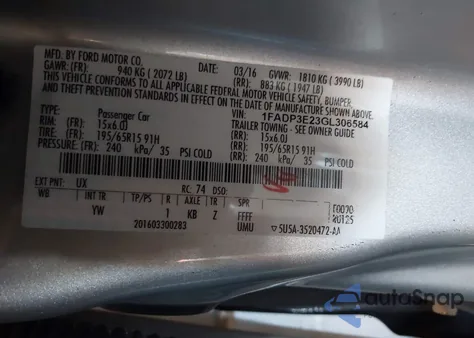 MFD. BY FORD MOTOR CO.
DATE: 03/16 GVWR: 1810 KG ( 3990 LB)
GAWR: (FR): 940 KG ( 2072 LB) (RR): 883 KG ( 1947 LB)
THIS VEHICLE CONFORMS TO ALL APPLICABLE FEDERAL MOTOR VEHICLE SAFETY, BUMPER,
AND THEFT PREVENTION STANDARDS IN EFFECT ON THE DATE OF MANUFACTURE SHOWN ABOVE.
VIN: 1FADP3E23GL306584
TYPE: Passenger Car TRAILER TOWING - SEE OWNER GUIDE
RIM: (FR): 15x6.0J (RR): 15x6.0J
TIRE: (FR): 195/65R15 91H (RR): 195/65R15 91H
PRESSURE: (FR): 240 kPa/ 35 PSI COLD (RR): 240 kPa/ 35 PSI COLD
EXT PNT: UX RC: 74 DSO:
WB INT TR TP/PS R AXLE TR SPR
YW 1 KB Z FFFF
201603300283 UMU 5USA-3520472-AA
autoSnap